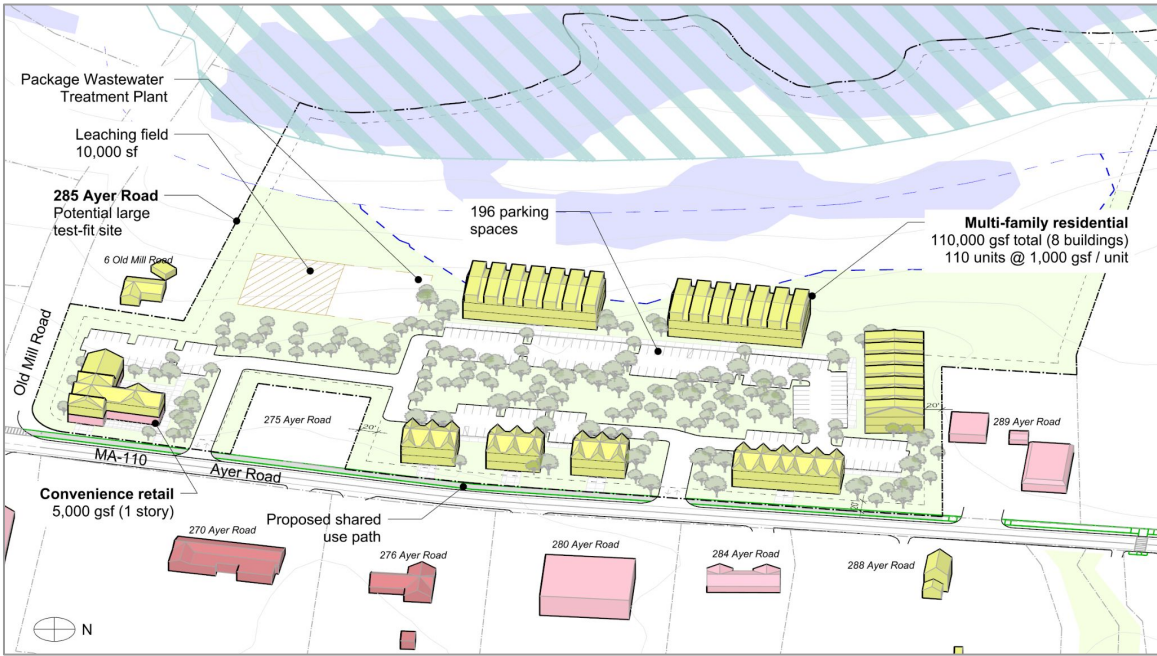 Package Wastewater
Treatment Plant
Leaching field
10,000 sf
285 Ayer Road
Potential large
test-fit site
6 Old Mill Road
196 parking
spaces
Multi-family residential
110,000 gsf total (8 buildings)
110 units @ 1,000 gsf / unit
Old Mill Road
275 Ayer Road
20'
20'
289 Ayer Road
MA-110
Ayer Road
20'
Convenience retail
5,000 gsf (1 story)
Proposed shared
use path
270 Ayer Road
276 Ayer Road
280 Ayer Road
284 Ayer Road
288 Ayer Road
N